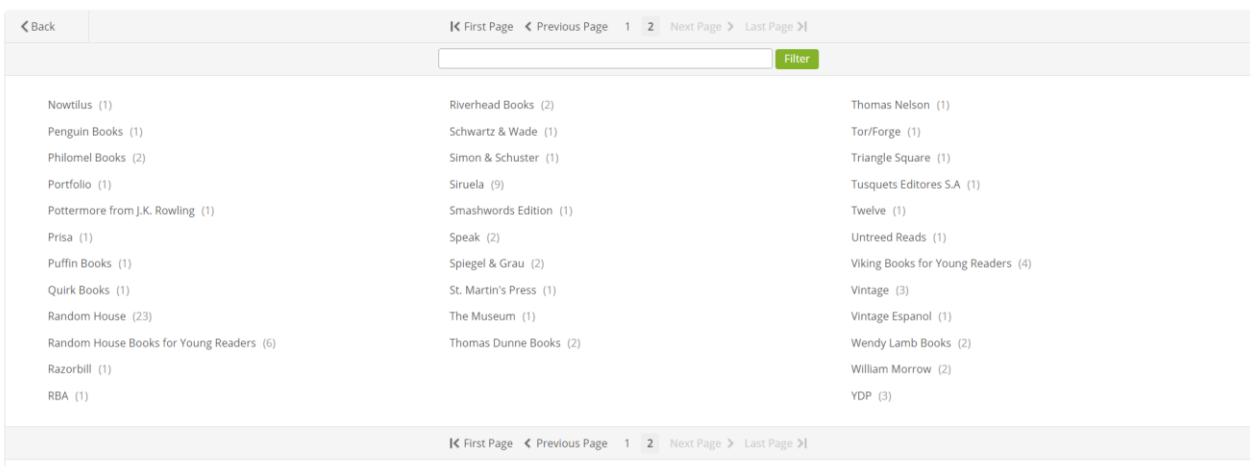 Back
First Page Previous Page 1 2 Next Page Last Page
Filter
Nowtilus (1)
Penguin Books (1)
Philomel Books (2)
Portfolio (1)
Pottermore from J.K. Rowling (1)
Prisa (1)
Puffin Books (1)
Quirk Books (1)
Random House (23)
Random House Books for Young Readers (6)
Razorbill (1)
RBA (1)
Riverhead Books (2)
Schwartz & Wade (1)
Simon & Schuster (1)
Siruela (9)
Smashwords Edition (1)
Speak (2)
Spiegel & Grau (2)
St. Martin's Press (1)
The Museum (1)
Thomas Dunne Books (2)
Thomas Nelson (1)
Tor/Forge (1)
Triangle Square (1)
Tusquets Editores S.A (1)
Twelve (1)
Untreed Reads (1)
Viking Books for Young Readers (4)
Vintage (3)
Vintage Espanol (1)
Wendy Lamb Books (2)
William Morrow (2)
YDP (3)
First Page Previous Page 1 2 Next Page Last Page